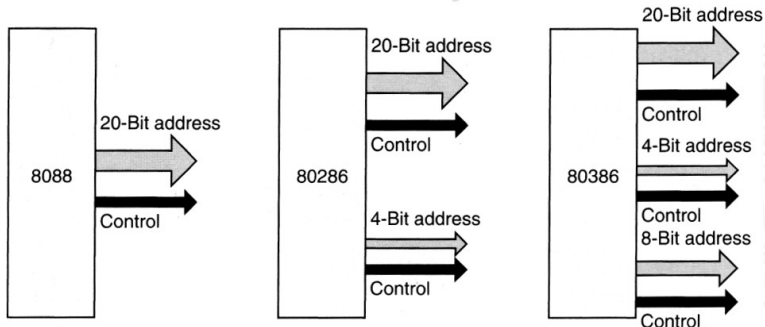 8088
20-Bit address
Control
80286
20-Bit address
Control
4-Bit address
Control
80386
20-Bit address
Control
4-Bit address
Control
8-Bit address
Control